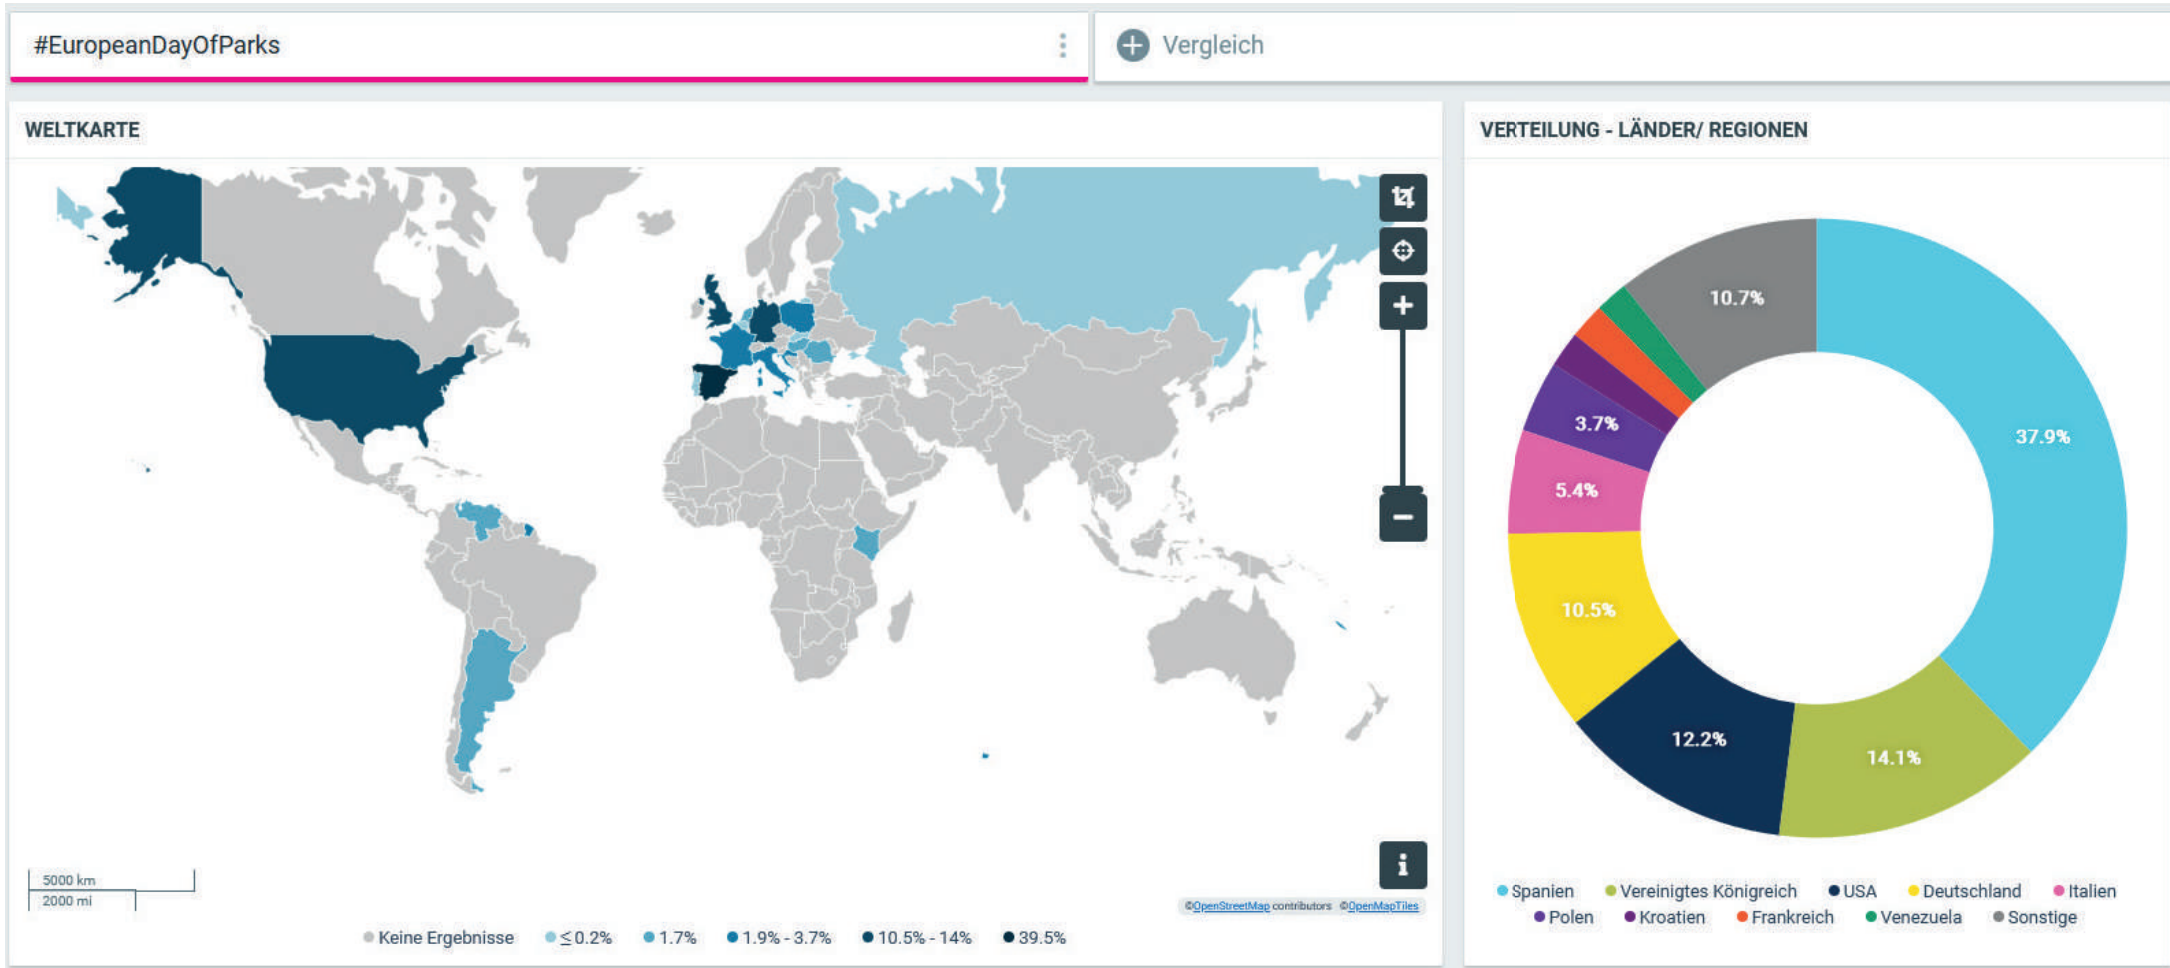 #EuropeanDayOfParks
Vergleich
WELTKARTE
5000 km
2000 mi
©OpenStreetMap contributors ©OpenMapTiles
Keine Ergebnisse ≤ 0.2% 1.7% 1.9% - 3.7% 10.5% - 14% 39.5%
VERTEILUNG - LÄNDER/ REGIONEN
10.7%
37.9%
3.7%
5.4%
10.5%
12.2%
14.1%
Spanien Vereinigtes Königreich USA Deutschland Italien
Polen Kroatien Frankreich Venezuela Sonstige